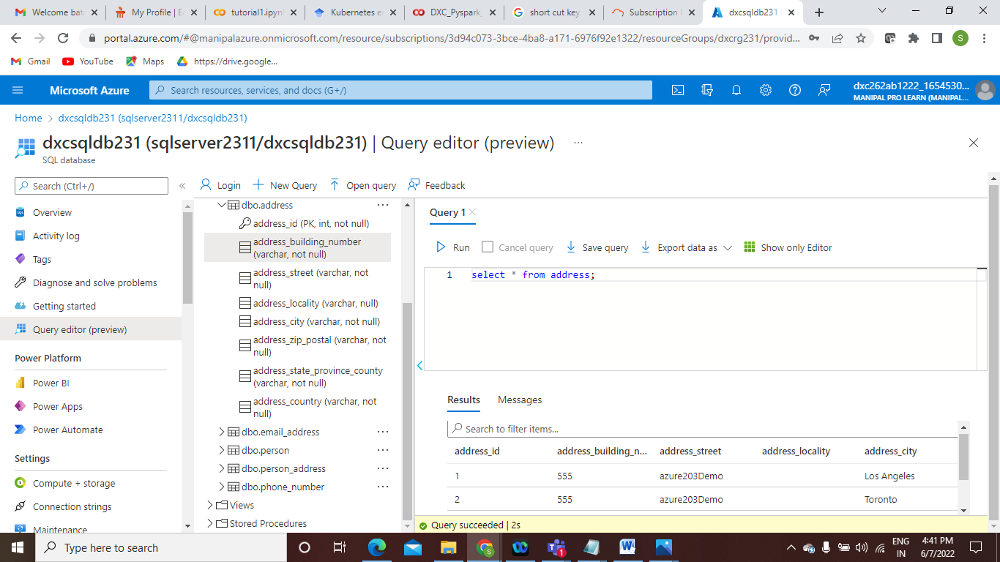 Welcome bat
My Profile | E
tutorial1.ipyn
Kubernetes e
DXC_Pyspark_
short cut key
Subscription
dxcsqldb231
portal.azure.com/#@manipalazure.onmicrosoft.com/resource/subscriptions/3d94c073-3bce-4ba8-a171-6976f92e1322/resourceGroups/dxcrg231/provid...
S
Gmail
YouTube
Maps
https://drive.google...
Microsoft Azure
Search resources, services, and docs (G+/)
dxc262ab1222_1654530...
MANIPAL PRO LEARN (MANIPAL...
Home > dxcsqldb231 (sqlserver2311/dxcsqldb231)
dxcsqldb231 (sqlserver2311/dxcsqldb231) | Query editor (preview) ...
SQL database
Search (Ctrl+/)
Overview
Activity log
Tags
Diagnose and solve problems
Getting started
Query editor (preview)
Power Platform
Power BI
Power Apps
Power Automate
Settings
Compute + storage
Connection strings
Maintenance
Login
New Query
Open query
Feedback
dbo.address
address_id (PK, int, not null)
address_building_number
(varchar, not null)
address_street (varchar, not
null)
address_locality (varchar, null)
address_city (varchar, not null)
address_zip_postal (varchar, not
null)
address_state_province_county
(varchar, not null)
address_country (varchar, not
null)
dbo.email_address
dbo.person
dbo.person_address
dbo.phone_number
Views
Stored Procedures
Query 1
Run
Cancel query
Save query
Export data as
Show only Editor
1 select * from address;
Results
Messages
Search to filter items...
address_id address_building_n... address_street address_locality address_city
1 555 azure203Demo Los Angeles
2 555 azure203Demo Toronto
Query succeeded | 2s
Type here to search
S
1
ENG
IN
4:41 PM
6/7/2022